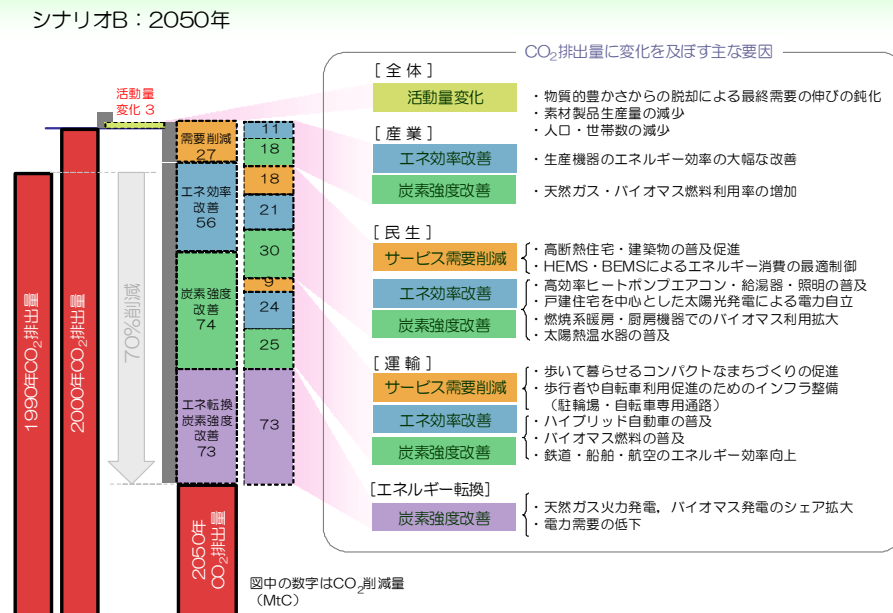 シナリオB：2050年
CO2排出量に変化を及ぼす主な要因
活動量
変化 3
1990年CO2排出量
2000年CO2排出量
70%削減
需要削減
27
エネ効率
改善
56
炭素強度
改善
74
エネ転換
炭素強度
改善
73
2050年
CO2排出量
11
18
18
21
30
9
24
25
73
[ 全体 ]
活動量変化
・物質的豊かさからの脱却による最終需要の伸びの鈍化
・素材製品生産量の減少
・人口・世帯数の減少
[ 産業 ]
エネ効率改善
・生産機器のエネルギー効率の大幅な改善
炭素強度改善
・天然ガス・バイオマス燃料利用率の増加
[ 民生 ]
サービス需要削減
・高断熱住宅・建築物の普及促進
・HEMS・BEMSによるエネルギー消費の最適制御
エネ効率改善
炭素強度改善
・高効率ヒートポンプエアコン・給湯器・照明の普及
・戸建住宅を中心とした太陽光発電による電力自立
・燃焼系暖房・厨房機器でのバイオマス利用拡大
・太陽熱温水器の普及
[ 運輸 ]
サービス需要削減
・歩いて暮らせるコンパクトなまちづくりの促進
・歩行者や自転車利用促進のためのインフラ整備
（駐輪場・自転車専用通路）
エネ効率改善
炭素強度改善
・ハイブリッド自動車の普及
・バイオマス燃料の普及
・鉄道・船舶・航空のエネルギー効率向上
[エネルギー転換]
炭素強度改善
・天然ガス火力発電，バイオマス発電のシェア拡大
・電力需要の低下
図中の数字はCO2削減量
（MtC）